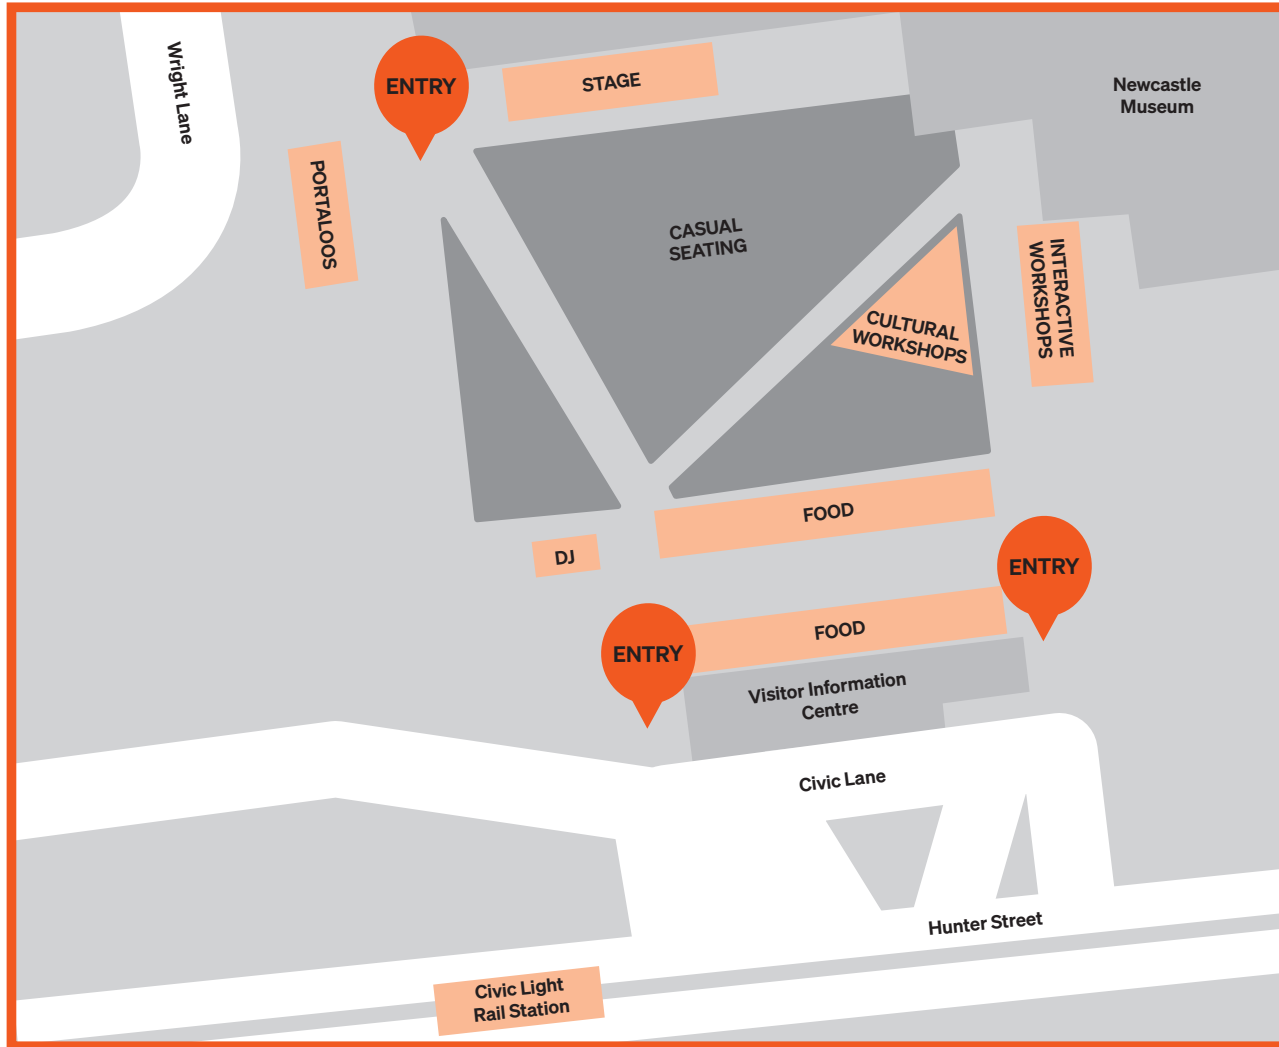 Wright Lane
ENTRY
STAGE
Newcastle
Museum
PORTALOOS
CASUAL
SEATING
INTERACTIVE
WORKSHOPS
CULTURAL
WORKSHOPS
FOOD
DJ
ENTRY
FOOD
ENTRY
Visitor Information
Centre
Civic Lane
Hunter Street
Civic Light
Rail Station